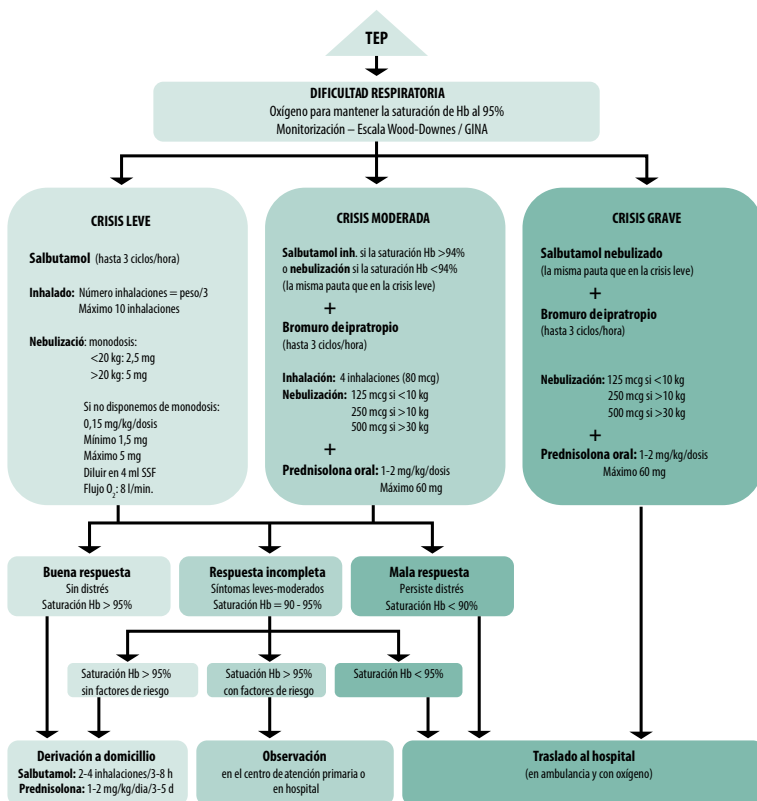 TEP
DIFICULTAD RESPIRATORIA
Oxígeno para mantener la saturación de Hb al 95%
Monitorización – Escala Wood-Downes / GINA
CRISIS LEVE
Salbutamol (hasta 3 ciclos/hora)
Inhalado: Número inhalaciones = peso/3
Máximo 10 inhalaciones
Nebulizació: monodosis:
<20 kg: 2,5 mg
>20 kg: 5 mg
Si no disponemos de monodosis:
0,15 mg/kg/dosis
Mínimo 1,5 mg
Máximo 5 mg
Diluir en 4 ml SSF
Flujo O₂: 8 l/min.
CRISIS MODERADA
Salbutamol inh. si la saturación Hb >94%
o nebulización si la saturación Hb <94%
(la misma pauta que en la crisis leve)
+
Bromuro de ipratropio
(hasta 3 ciclos/hora)
Inhalación: 4 inhalaciones (80 mcg)
Nebulización: 125 mcg si <10 kg
250 mcg si >10 kg
500 mcg si >30 kg
+
Prednisolona oral: 1-2 mg/kg/dosis
Máximo 60 mg
CRISIS GRAVE
Salbutamol nebulizado
(la misma pauta que en la crisis leve)
+
Bromuro de ipratropio
(hasta 3 ciclos/hora)
Nebulización: 125 mcg si <10 kg
250 mcg si >10 kg
500 mcg si >30 kg
+
Prednisolona oral: 1-2 mg/kg/dosis
Máximo 60 mg
Buena respuesta
Sin distrés
Saturación Hb > 95%
Respuesta incompleta
Síntomas leves-moderados
Saturación Hb = 90 - 95%
Mala respuesta
Persiste distrés
Saturación Hb < 90%
Saturación Hb > 95%
sin factores de riesgo
Satuación Hb > 95%
con factores de riesgo
Saturación Hb < 95%
Derivación a domicillio
Salbutamol: 2-4 inhalaciones/3-8 h
Prednisolona: 1-2 mg/kg/dia/3-5 d
Observación
en el centro de atención primaria o
en hospital
Traslado al hospital
(en ambulancia y con oxígeno)